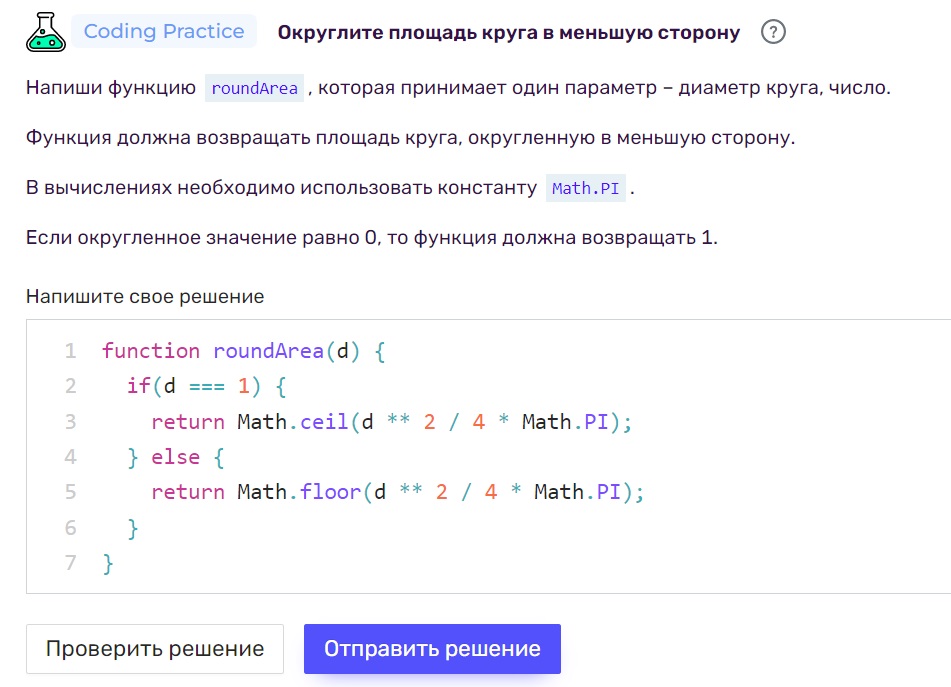 Coding Practice Округлите площадь круга в меньшую сторону ?
Напиши функцию roundArea , которая принимает один параметр – диаметр круга, число.
Функция должна возвращать площадь круга, округленную в меньшую сторону.
В вычислениях необходимо использовать константу Math.PI .
Если округленное значение равно 0, то функция должна возвращать 1.
Напишите свое решение
1 function roundArea(d) {
2   if(d === 1) {
3     return Math.ceil(d ** 2 / 4 * Math.PI);
4   } else {
5     return Math.floor(d ** 2 / 4 * Math.PI);
6   }
7 }
Проверить решение Отправить решение